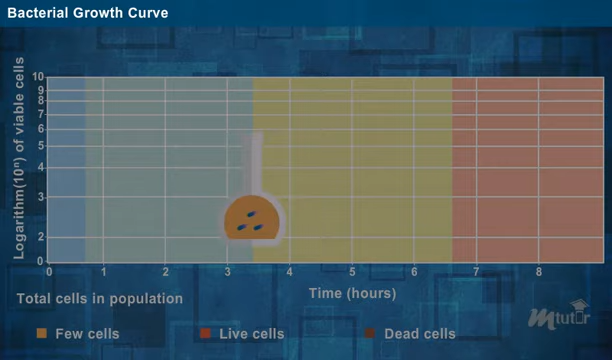 Bacterial Growth Curve
Logarithm(10ⁿ) of viable cells
10
9
8
7
6
5
4
3
2
0
0 1 2 3 4 5 6 7 8
Time (hours)
Total cells in population
Few cells Live cells Dead cells
Mtutor